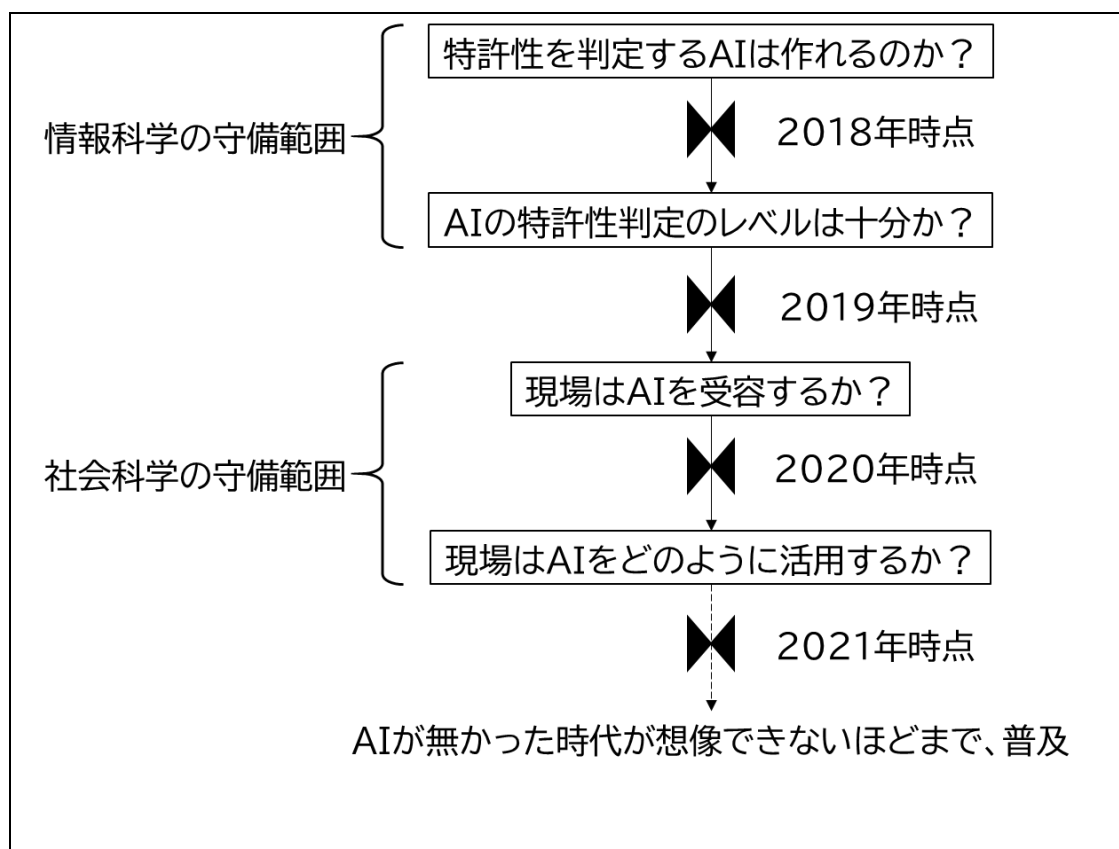 特許性を判定するAIは作れるのか？
情報科学の守備範囲
2018年時点
AIの特許性判定のレベルは十分か？
2019年時点
現場はAIを受容するか？
社会科学の守備範囲
2020年時点
現場はAIをどのように活用するか？
2021年時点
AIが無かった時代が想像できないほどまで、普及